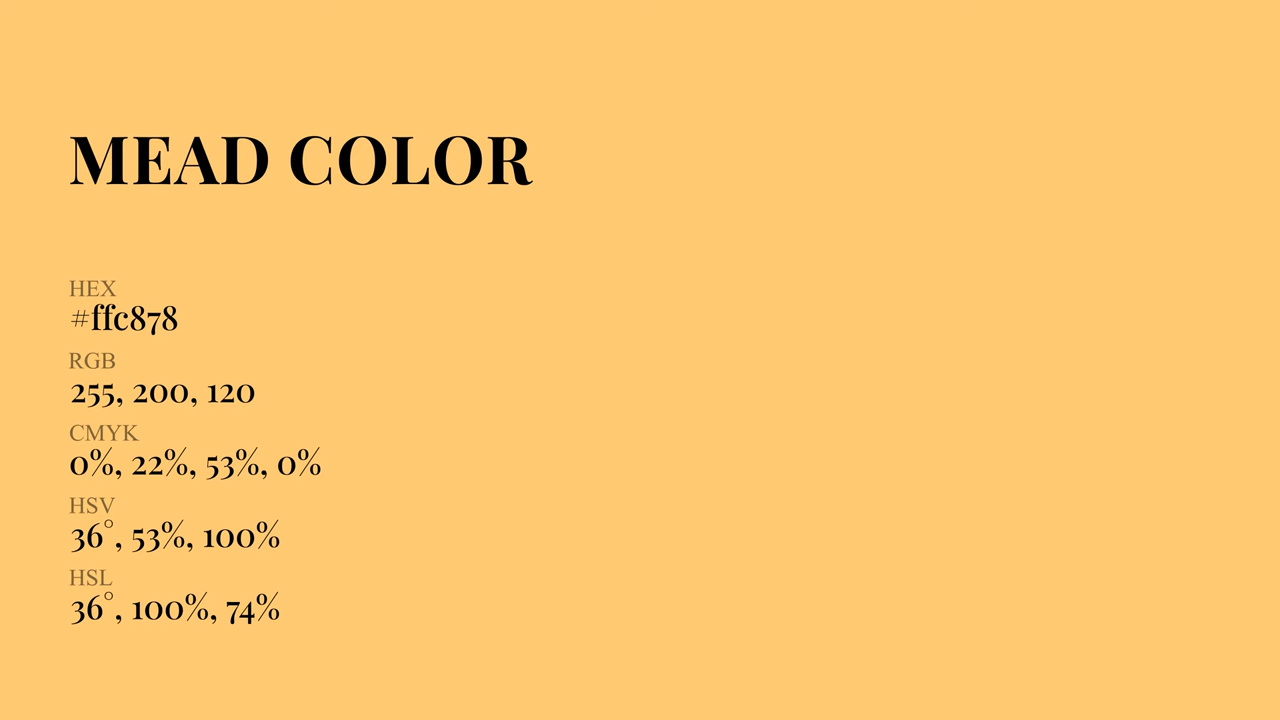 MEAD COLOR
HEX
#ffc878
RGB
255, 200, 120
CMYK
0%, 22%, 53%, 0%
HSV
36°, 53%, 100%
HSL
36°, 100%, 74%